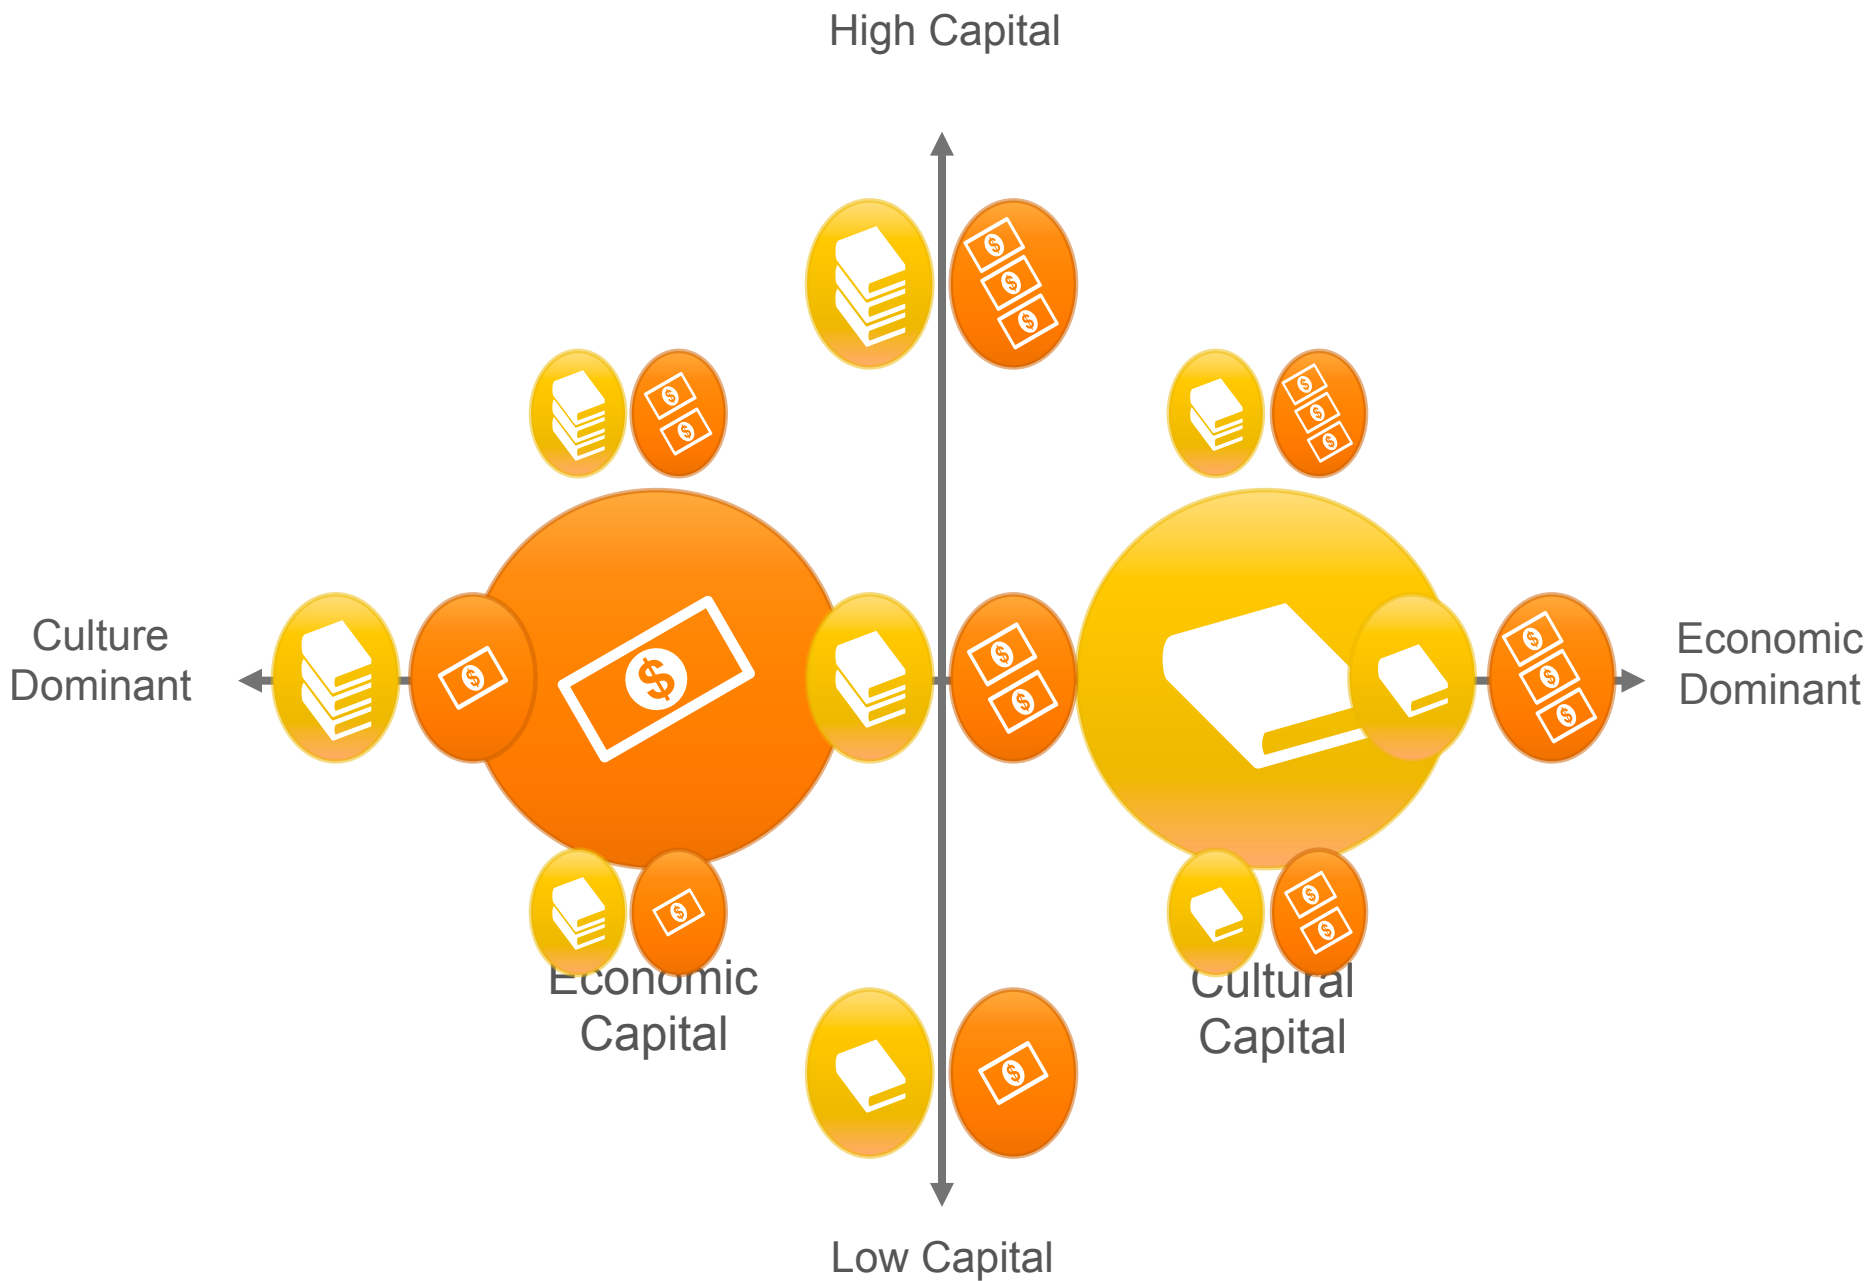 High Capital
Culture
Dominant
$
Economic
Dominant
Economic
Capital
Cultural
Capital
Low Capital